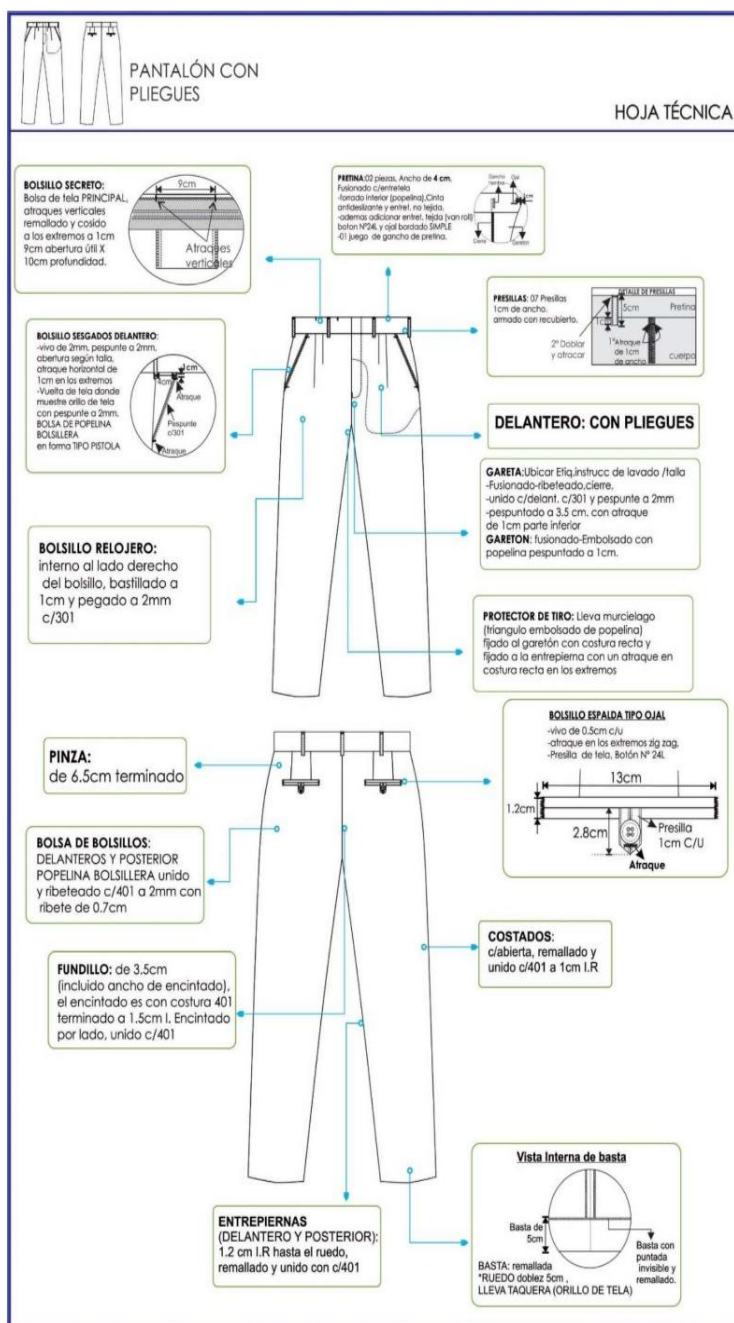 PANTALÓN CON
PLIEGUES
HOJA TÉCNICA
BOLSILLO SECRETO:
Bolsa de tela PRINCIPAL,
atraques verticales
remallado y cosido
a los extremos a 1cm
9cm abertura útil X
10cm profundidad.
9cm
Atraques
verticales
PRETINA:02 piezas, Ancho de 4 cm,
Fusionado c/entretela
-forrado interior (popelina),Cinta
antideslizante y entret. no tejida.
-ademas adicionar entret. tejida (van roll)
boton Nº24L y ojal bordado SIMPLE
-01 juego de gancho de pretina.
Gancho
hembra
Ojal
1cm
Cierre
Garetón
PRESILLAS: 07 Presillas
1cm de ancho,
armado con recubierto.
DETALLE DE PRESILLAS
5cm
Pretina
1cm
2º Doblar
y atracar
1º Atraque
de 1cm
de ancho
cuerpo
BOLSILLO SESGADOS DELANTERO:
-vivo de 2mm, pespunte a 2mm,
abertura según talla,
atraque horizontal de
1cm en los extremos
-Vuelta de tela donde
muestre orillo de tela
con pespunte a 2mm.
BOLSA DE POPELINA
BOLSILLERA
en forma TIPO PISTOLA
1cm
4cm
Atraque
Pespunte
c/301
Atraque
DELANTERO: CON PLIEGUES
GARETA:Ubicar Etiq.instrucc de lavado /talla
-Fusionado-ribeteado,cierre,
-unido c/delant. c/301 y pespunte a 2mm
-pespuntado a 3.5 cm. con atraque
de 1cm parte inferior
GARETON: fusionado-Embolsado con
popelina pespuntado a 1cm.
BOLSILLO RELOJERO:
interno al lado derecho
del bolsillo, bastillado a
1cm y pegado a 2mm
c/301
PROTECTOR DE TIRO: Lleva murcielago
(triangulo embolsado de popelina)
fijado al garetón con costura recta y
fijado a la entrepierna con un atraque en
costura recta en los extremos
BOLSILLO ESPALDA TIPO OJAL
-vivo de 0.5cm c/u
-atraque en los extremos zig zag,
-Presilla de tela, Botón Nº 24L
13cm
1.2cm
2.8cm
Presilla
1cm C/U
Atraque
PINZA:
de 6.5cm terminado
BOLSA DE BOLSILLOS:
DELANTEROS Y POSTERIOR
POPELINA BOLSILLERA unido
y ribeteado c/401 a 2mm con
ribete de 0.7cm
COSTADOS:
c/abierta, remallado y
unido c/401 a 1cm I.R
FUNDILLO: de 3.5cm
(incluido ancho de encintado),
el encintado es con costura 401
terminado a 1.5cm I. Encintado
por lado, unido c/401
ENTREPIERNAS
(DELANTERO Y POSTERIOR):
1.2 cm I.R hasta el ruedo,
remallado y unido con c/401
Vista Interna de basta
Basta de
5cm
Basta con
puntada
invisible y
remallado.
BASTA: remallada
*RUEDO doblez 5cm ,
LLEVA TAQUERA (ORILLO DE TELA)